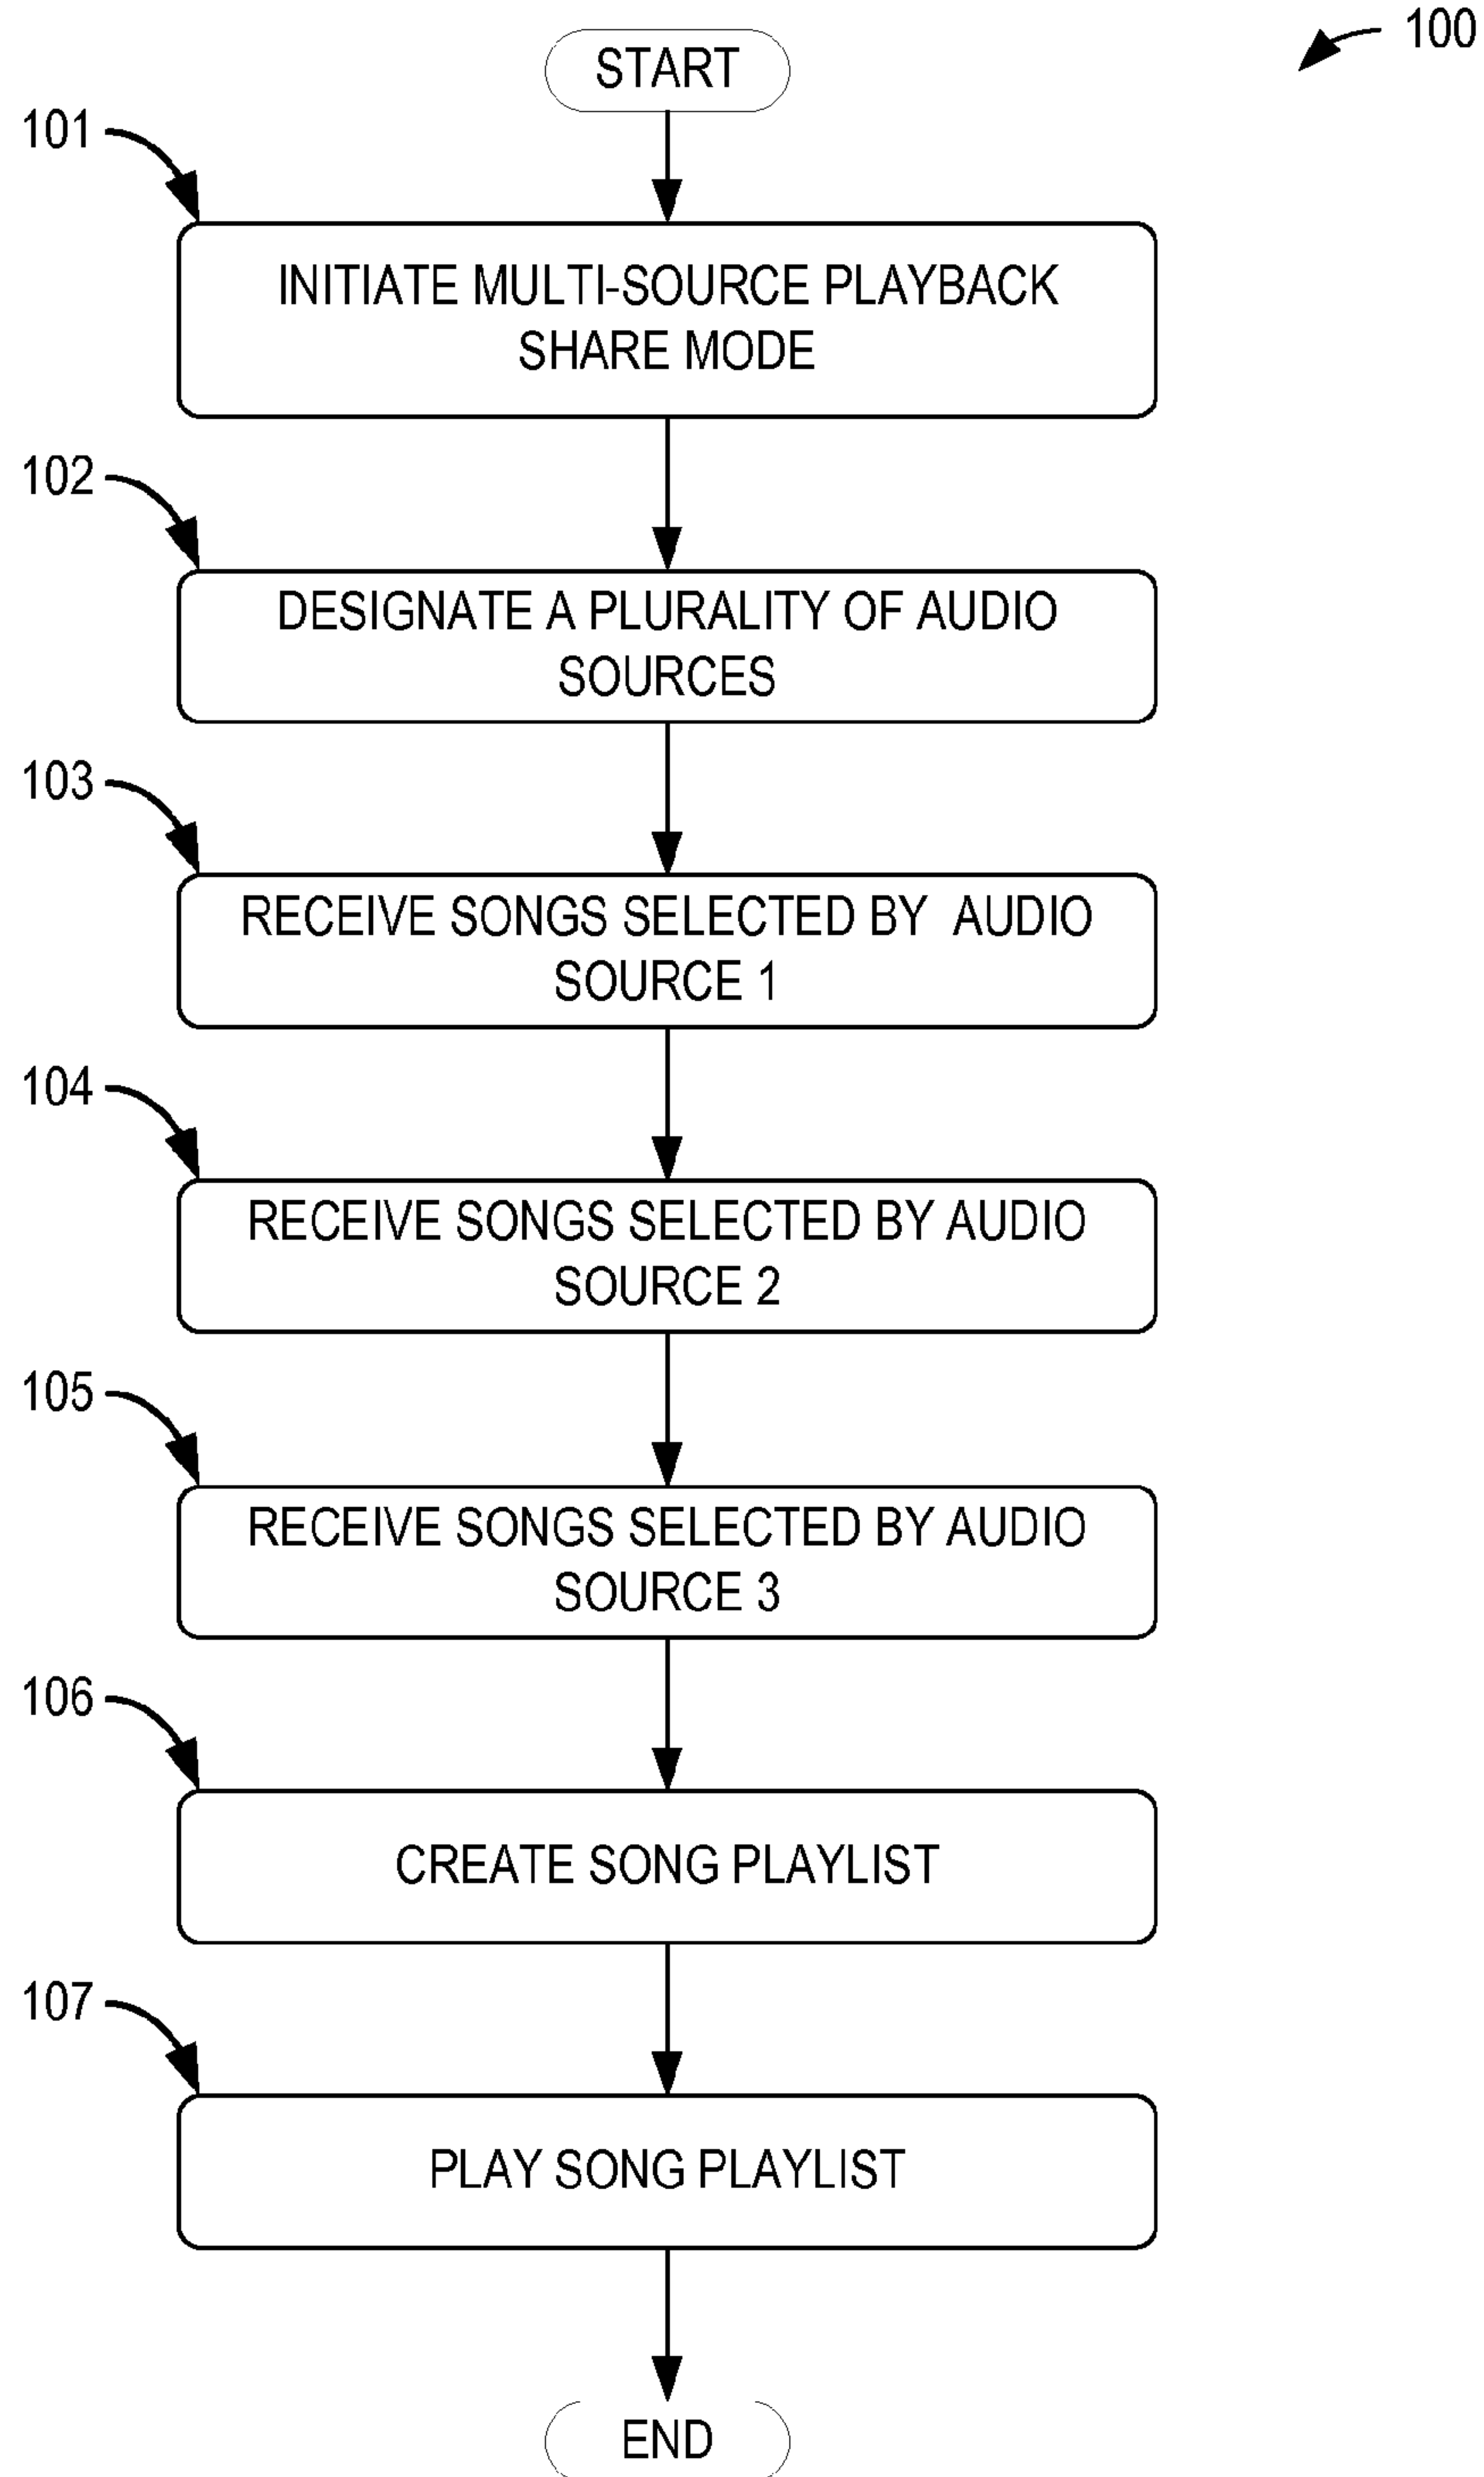 100
START
101
INITIATE MULTI-SOURCE PLAYBACK
SHARE MODE
102
DESIGNATE A PLURALITY OF AUDIO
SOURCES
103
RECEIVE SONGS SELECTED BY AUDIO
SOURCE 1
104
RECEIVE SONGS SELECTED BY AUDIO
SOURCE 2
105
RECEIVE SONGS SELECTED BY AUDIO
SOURCE 3
106
CREATE SONG PLAYLIST
107
PLAY SONG PLAYLIST
END